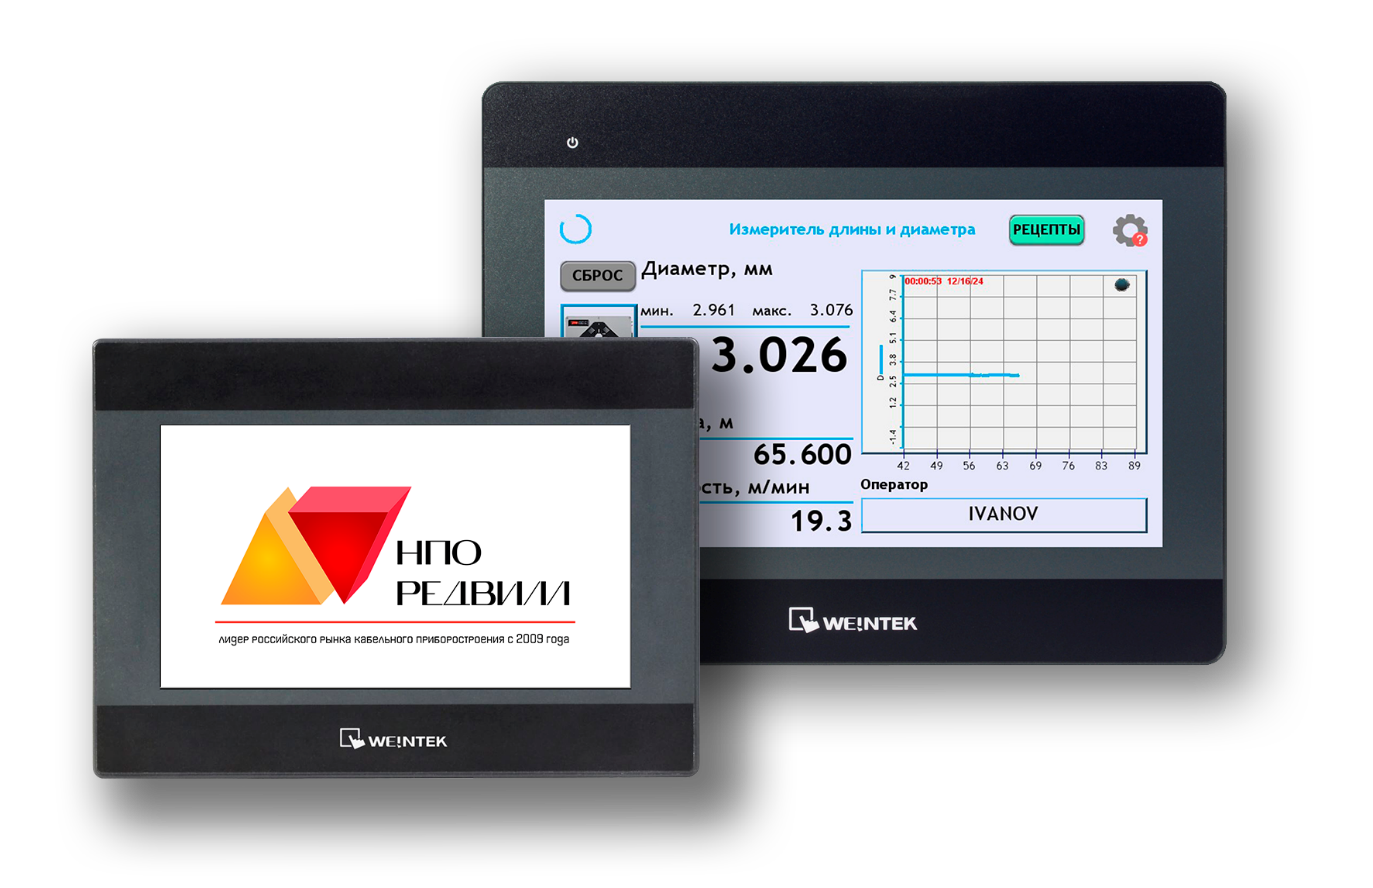 Измеритель длины и диаметра
РЕЦЕПТЫ
?
СБРОС
Диаметр, мм
мин. 2.961 макс. 3.076
3.026
а, м
65.600
сть, м/мин
19.3
00:00:53 12/16/24
9
7.7
6.4
5.1
3.8
2.5
1.2
-1.4
D
42 49 56 63 69 76 83 89
Оператор
IVANOV
WE!NTEK
НПО
РЕДВИЛЛ
лидер российского рынка кабельного приборостроения с 2009 года
WE!NTEK